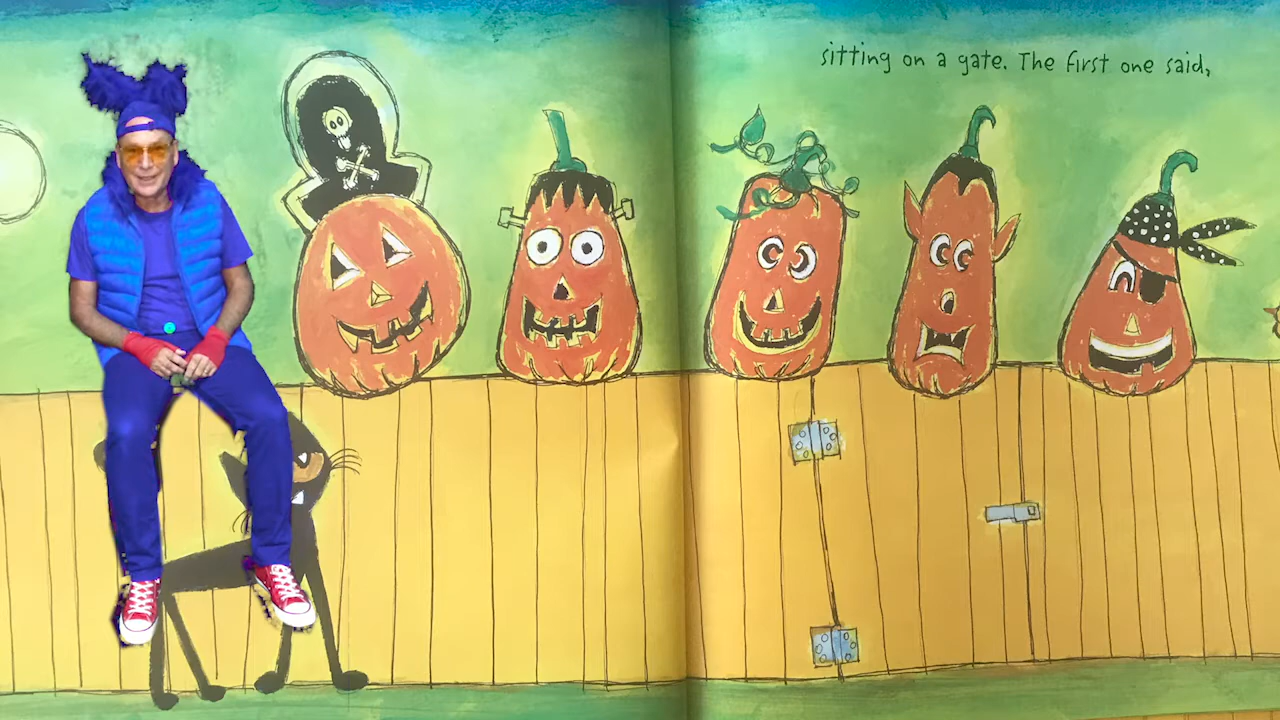 sitting on a gate. The first one said,